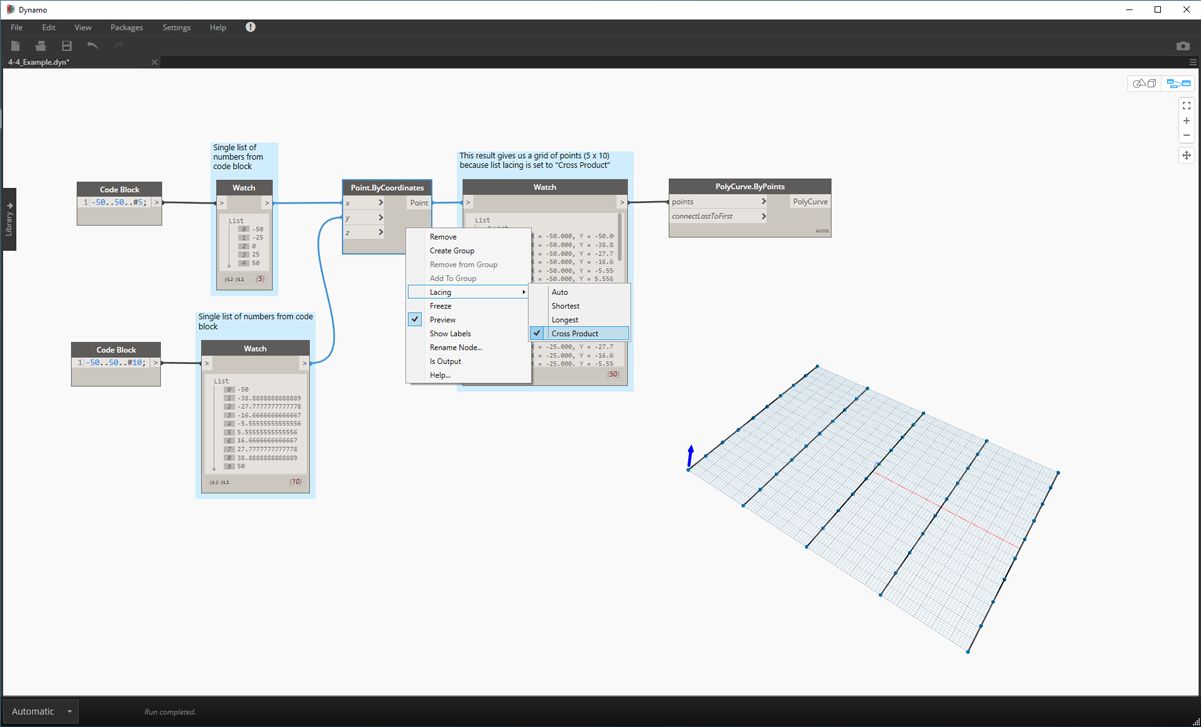 Dynamo
File Edit View Packages Settings Help
4-4_Example.dyn*
Library
Single list of
numbers from
code block
Code Block
1 -50..50..#5; >
Watch
> >
List
0 -50
1 -25
2 0
3 25
4 50
@L2 @L1 {5}
Point.ByCoordinates
x > Point
y >
z >
This result gives us a grid of points (5 x 10)
because list lacing is set to "Cross Product"
Watch
> >
List
X = -50.000, Y = -50.0
X = -50.000, Y = -38.8
X = -50.000, Y = -27.7
X = -50.000, Y = -16.6
X = -50.000, Y = -5.55
X = -50.000, Y = 5.556
X = -25.000, Y = -27.7
X = -25.000, Y = -16.6
X = -25.000, Y = -5.55
{50}
PolyCurve.ByPoints
points > PolyCurve
connectLastToFirst >
AUTO
Remove
Create Group
Remove from Group
Add To Group
Lacing
Freeze
Preview
Show Labels
Rename Node...
Is Output
Help...
Auto
Shortest
Longest
Cross Product
Single list of numbers from code
block
Code Block
1 -50..50..#10; >
Watch
> >
List
0 -50
1 -38.8888888888889
2 -27.7777777777778
3 -16.6666666666667
4 -5.55555555555556
5 5.55555555555556
6 16.6666666666667
7 27.7777777777778
8 38.8888888888889
9 50
@L2 @L1 {10}
Automatic
Run completed.